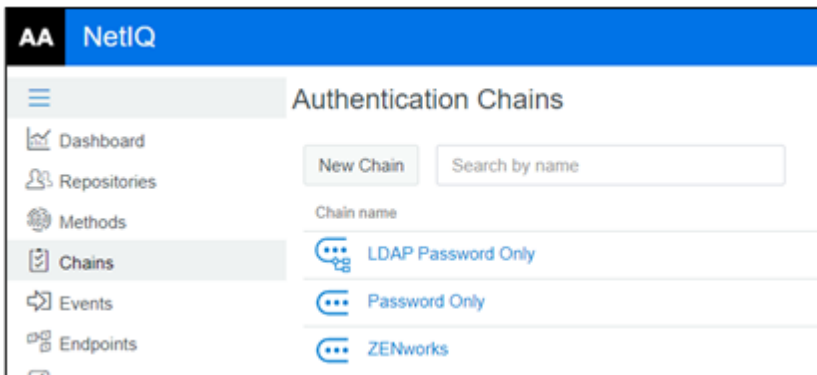 AA NetIQ
Authentication Chains
Dashboard
Repositories
Methods
Chains
Events
Endpoints
New Chain
Search by name
Chain name
LDAP Password Only
Password Only
ZENworks